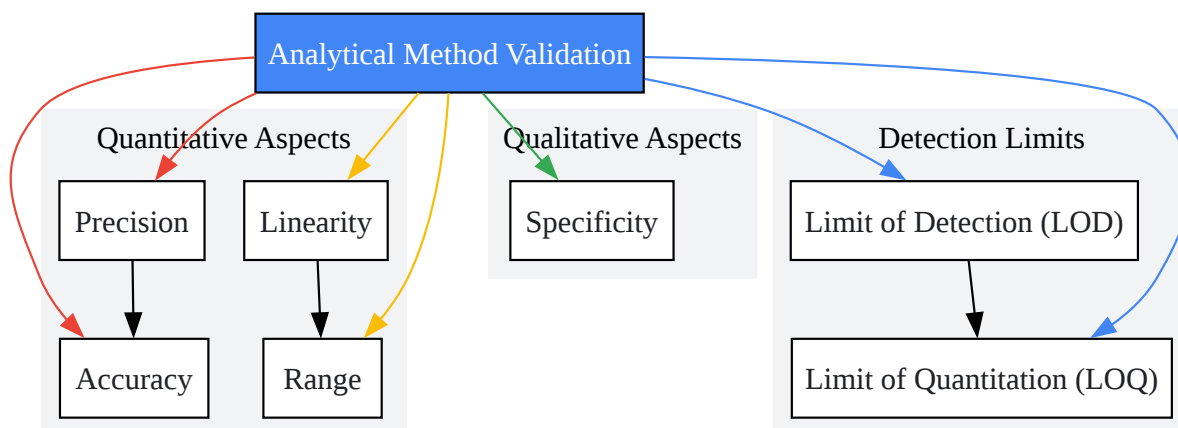 Analytical Method Validation
Quantitative Aspects
Qualitative Aspects
Detection Limits
Precision
Linearity
Specificity
Limit of Detection (LOD)
Accuracy
Range
Limit of Quantitation (LOQ)